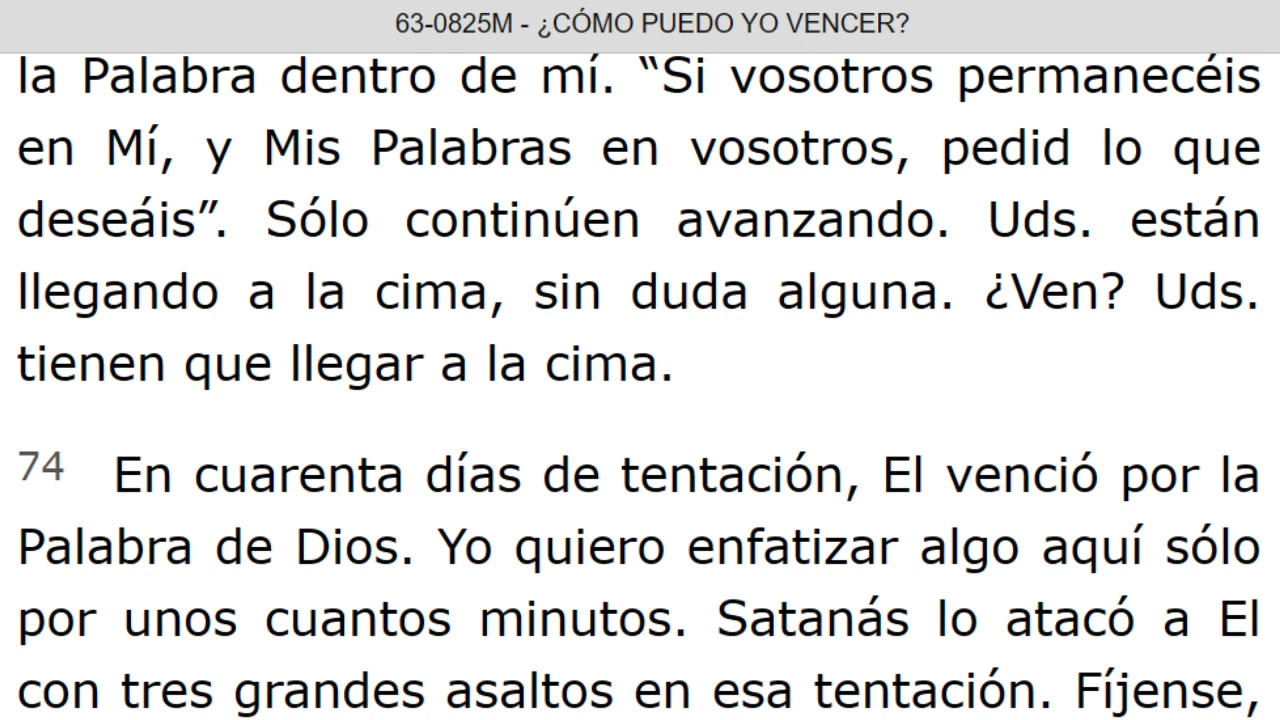 63-0825M - ¿CÓMO PUEDO YO VENCER?
la Palabra dentro de mí. “Si vosotros permanecéis
en Mí, y Mis Palabras en vosotros, pedid lo que
deseáis”. Sólo continúen avanzando. Uds. están
llegando a la cima, sin duda alguna. ¿Ven? Uds.
tienen que llegar a la cima.
74 En cuarenta días de tentación, El venció por la
Palabra de Dios. Yo quiero enfatizar algo aquí sólo
por unos cuantos minutos. Satanás lo atacó a El
con tres grandes asaltos en esa tentación. Fíjense,